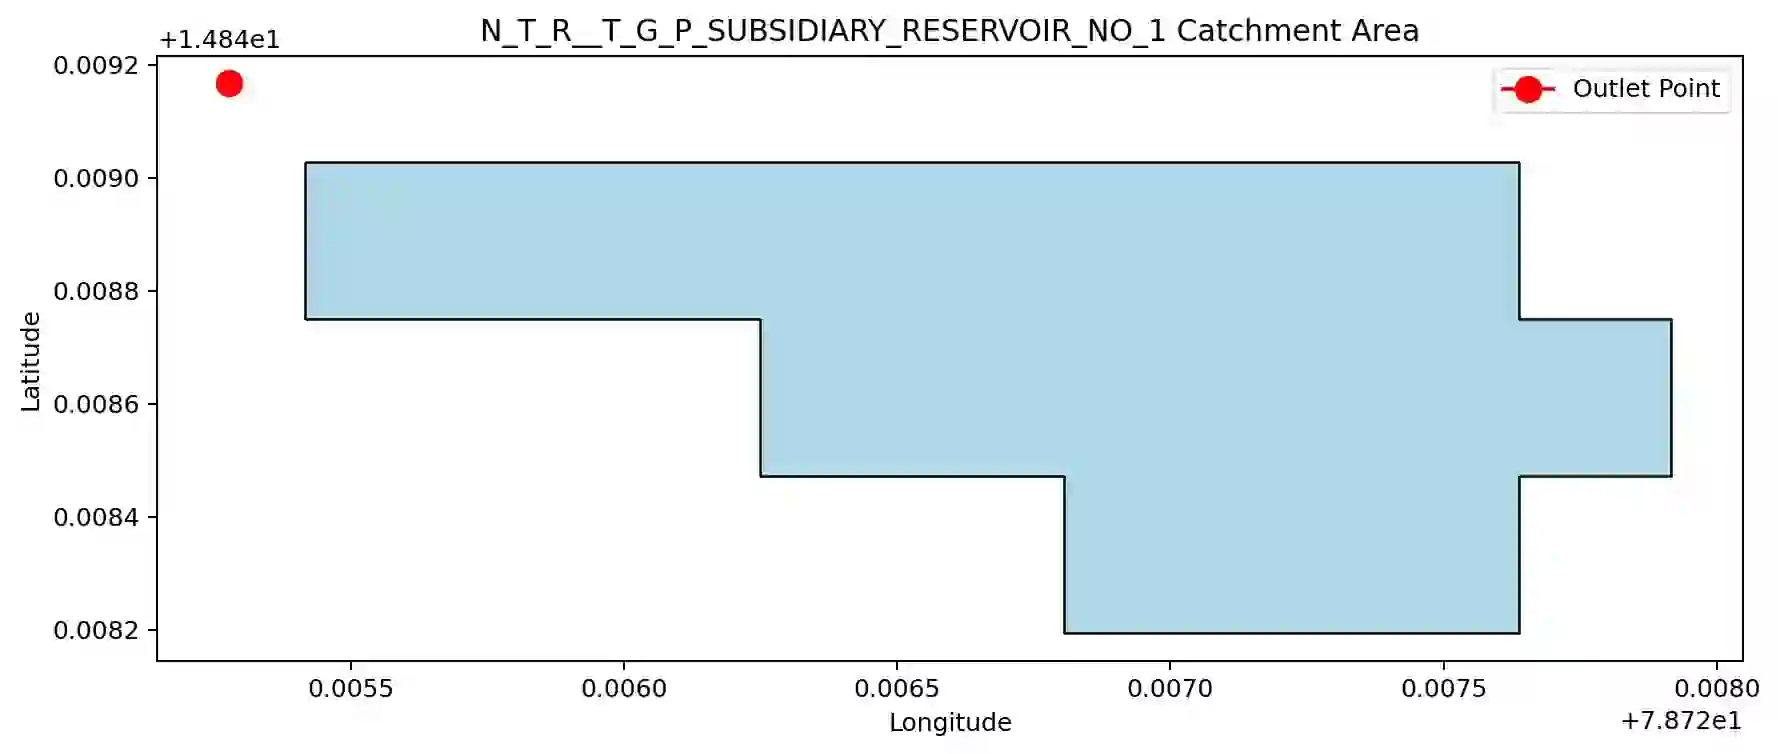 N_T_R__T_G_P_SUBSIDIARY_RESERVOIR_NO_1 Catchment Area
+1.484e1
Outlet Point
0.0092
0.0090
0.0088
0.0086
0.0084
0.0082
Latitude
0.0055 0.0060 0.0065 0.0070 0.0075 0.0080
Longitude
+7.872e1